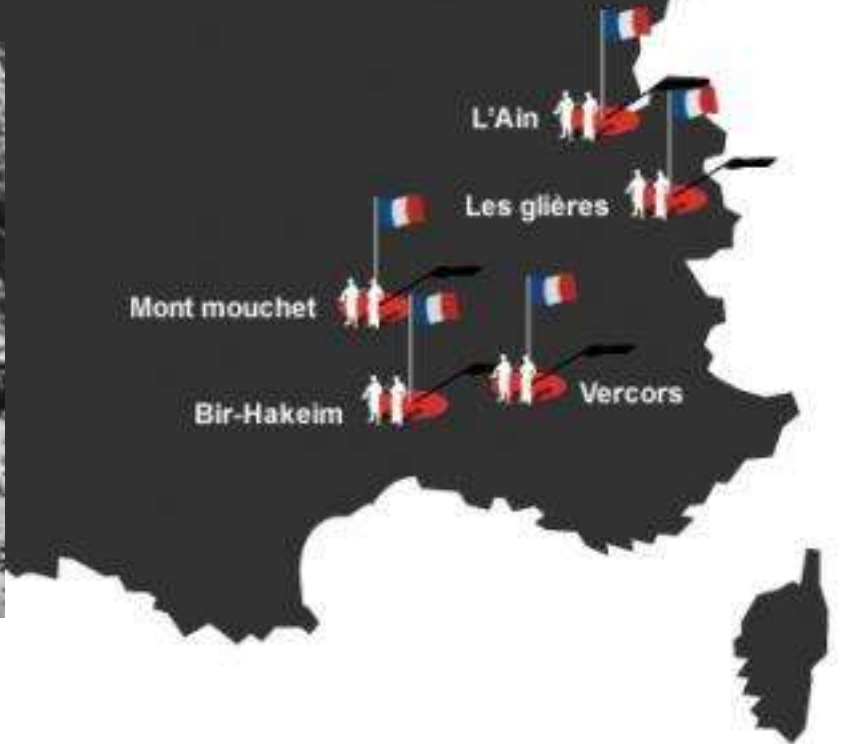 L'Ain
Les glières
Mont mouchet
Bir-Hakeim
Vercors